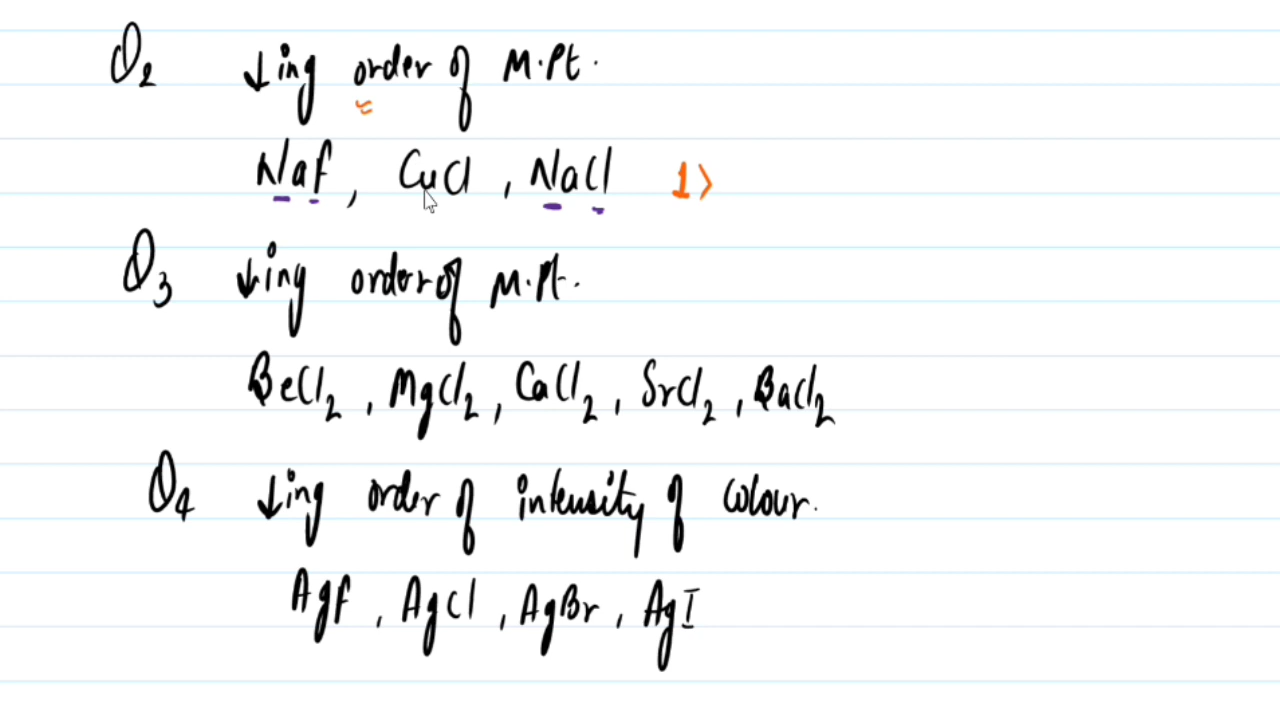 Q2 ↓ing order of M.Pt.
NaF, CuCl, NaCl 1>
Q3 ↓ing order of M.Pt.
BeCl2, MgCl2, CaCl2, SrCl2, BaCl2
Q4 ↓ing order of intensity of colour.
AgF, AgCl, AgBr, AgI